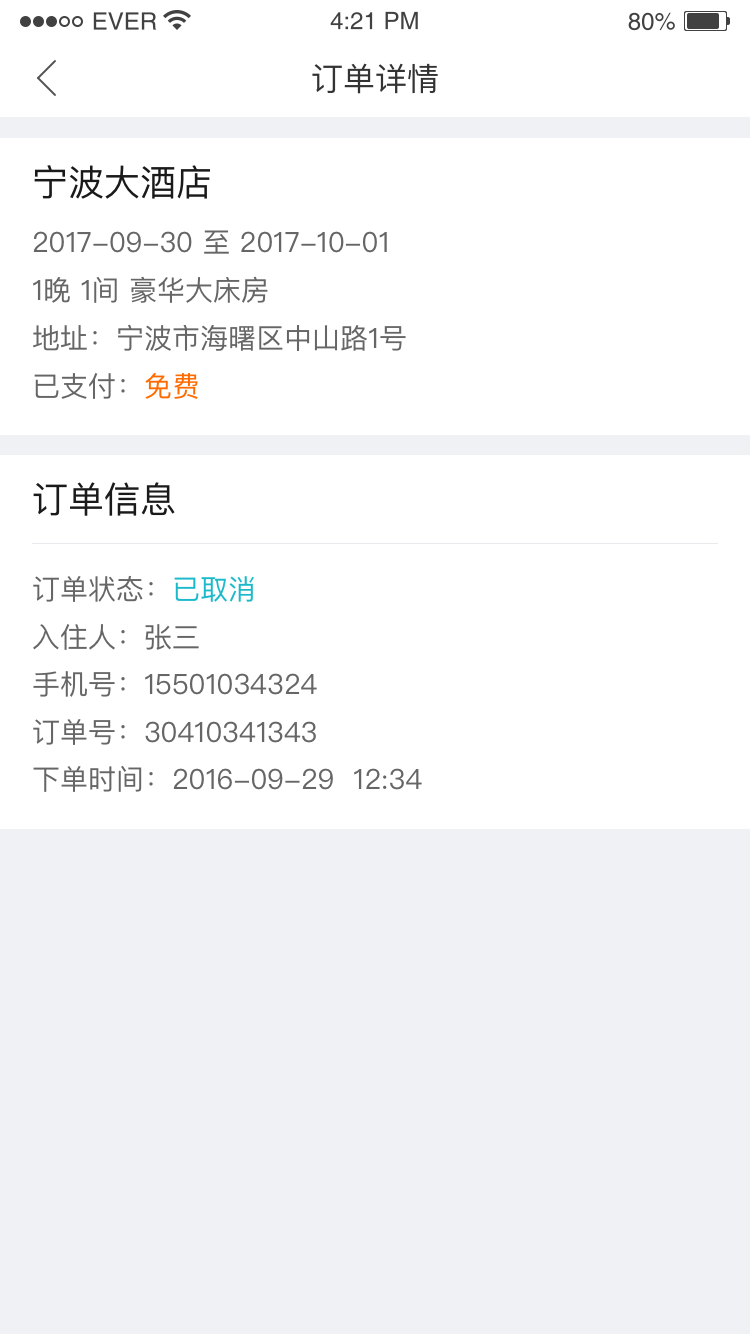 EVER 4:21 PM 80%
订单详情
宁波大酒店
2017-09-30 至 2017-10-01
1晚 1间 豪华大床房
地址：宁波市海曙区中山路1号
已支付：免费
订单信息
订单状态：已取消
入住人：张三
手机号：15501034324
订单号：30410341343
下单时间：2016-09-29 12:34